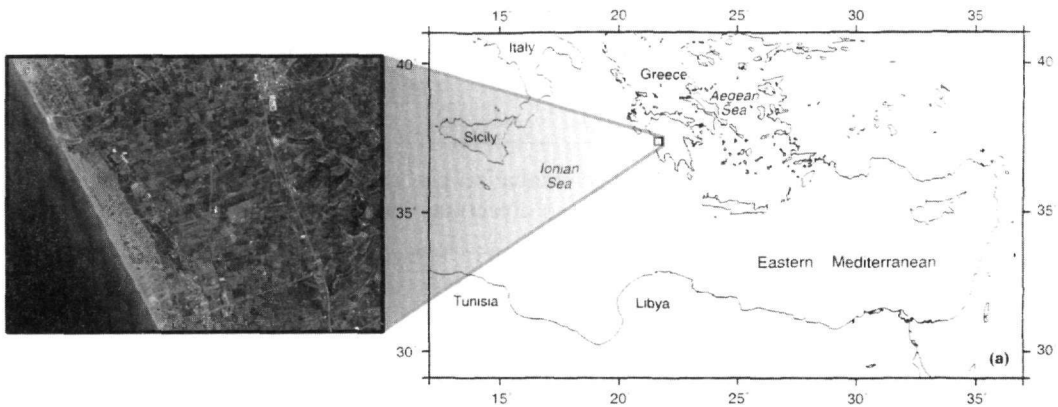 15° 20 25 30 35°
40 40
Italy
Greece
Aegean
Sea
Sicily
Ionian
Sea
35° 35°
Eastern Mediterranean
Tunisia Libya
30 30
(a)
15° 20 25° 30 35°